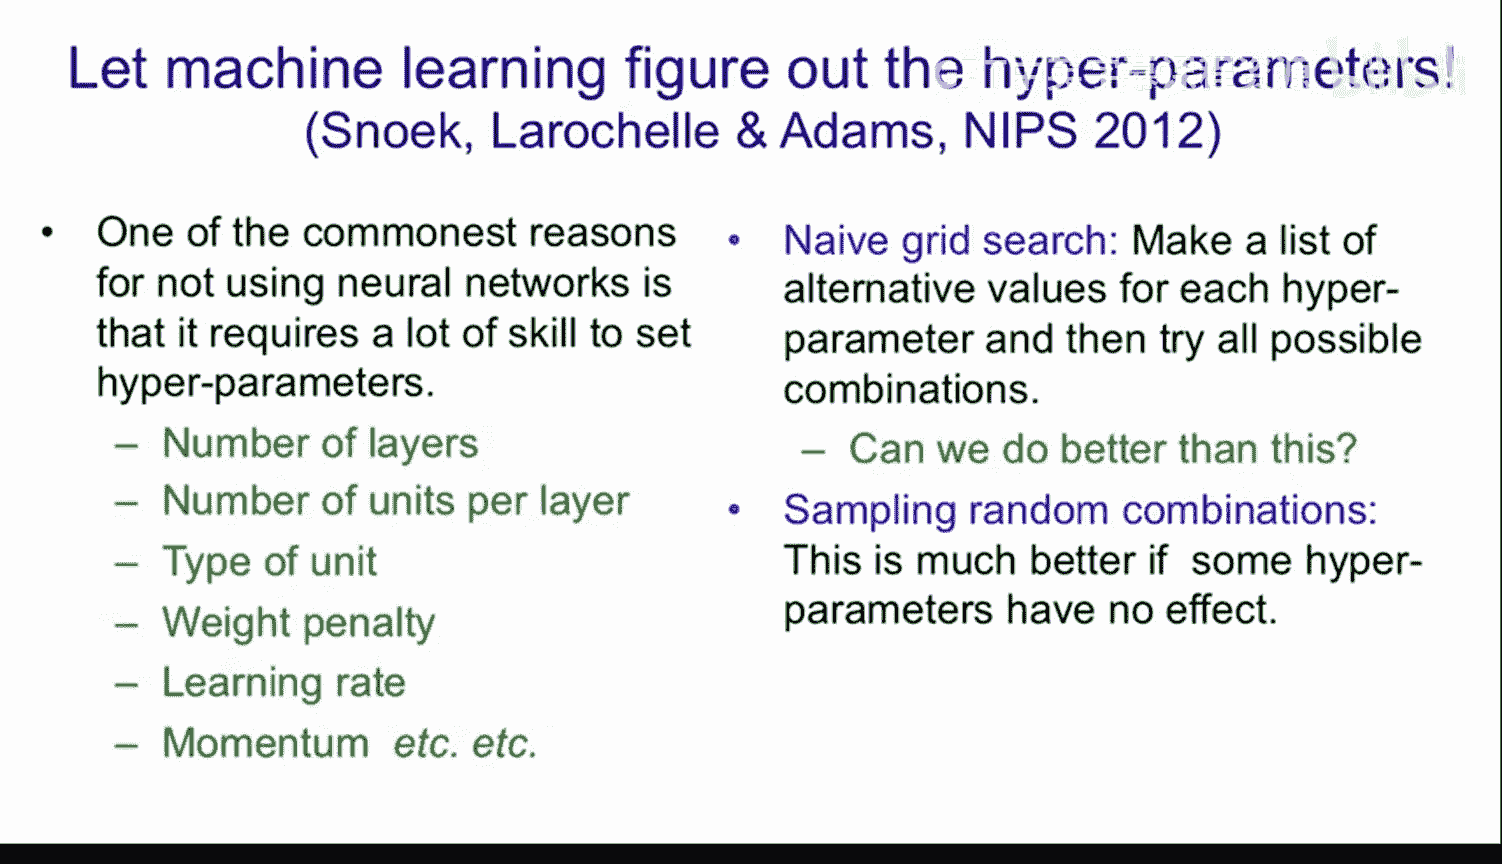 Let machine learning figure out the hyper-parameters!
(Snoek, Larochelle & Adams, NIPS 2012)
• One of the commonest reasons
for not using neural networks is
that it requires a lot of skill to set
hyper-parameters.
– Number of layers
– Number of units per layer
– Type of unit
– Weight penalty
– Learning rate
– Momentum etc. etc.
• Naive grid search: Make a list of
alternative values for each hyper-
parameter and then try all possible
combinations.
– Can we do better than this?
• Sampling random combinations:
This is much better if some hyper-
parameters have no effect.